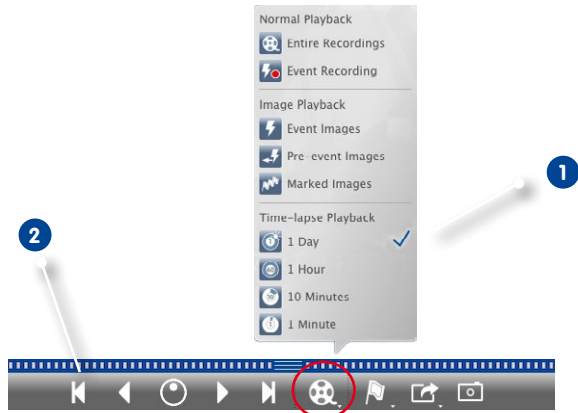 Normal Playback
Entire Recordings
Event Recording
Image Playback
Event Images
Pre-event Images
Marked Images
1
Time-lapse Playback
2
1 Day
1 Hour
10 Minutes
1 Minute